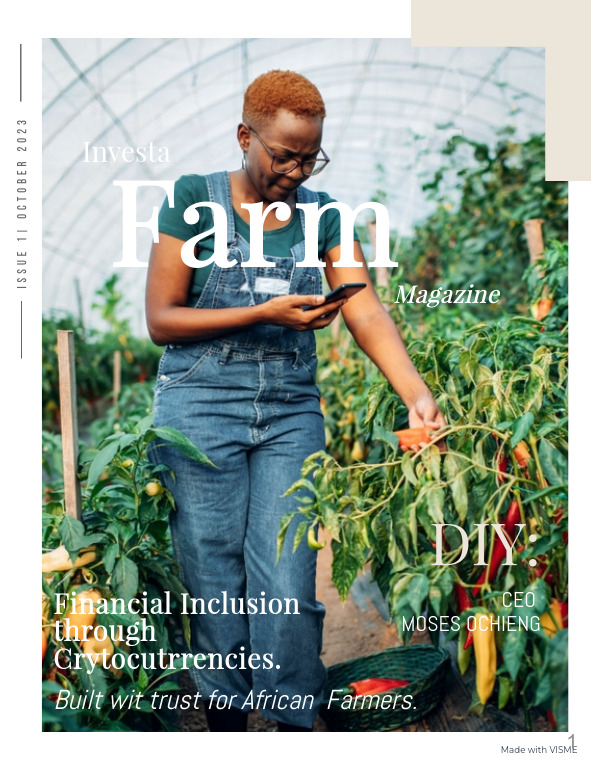 ISSUE 1| OCTOBER 2023
Investa
Farm
Magazine
DIY:
CEO
MOSES OCHIENG
Financial Inclusion
through
Crytocutrrencies.
Built wit trust for African Farmers.
1
Made with VISME